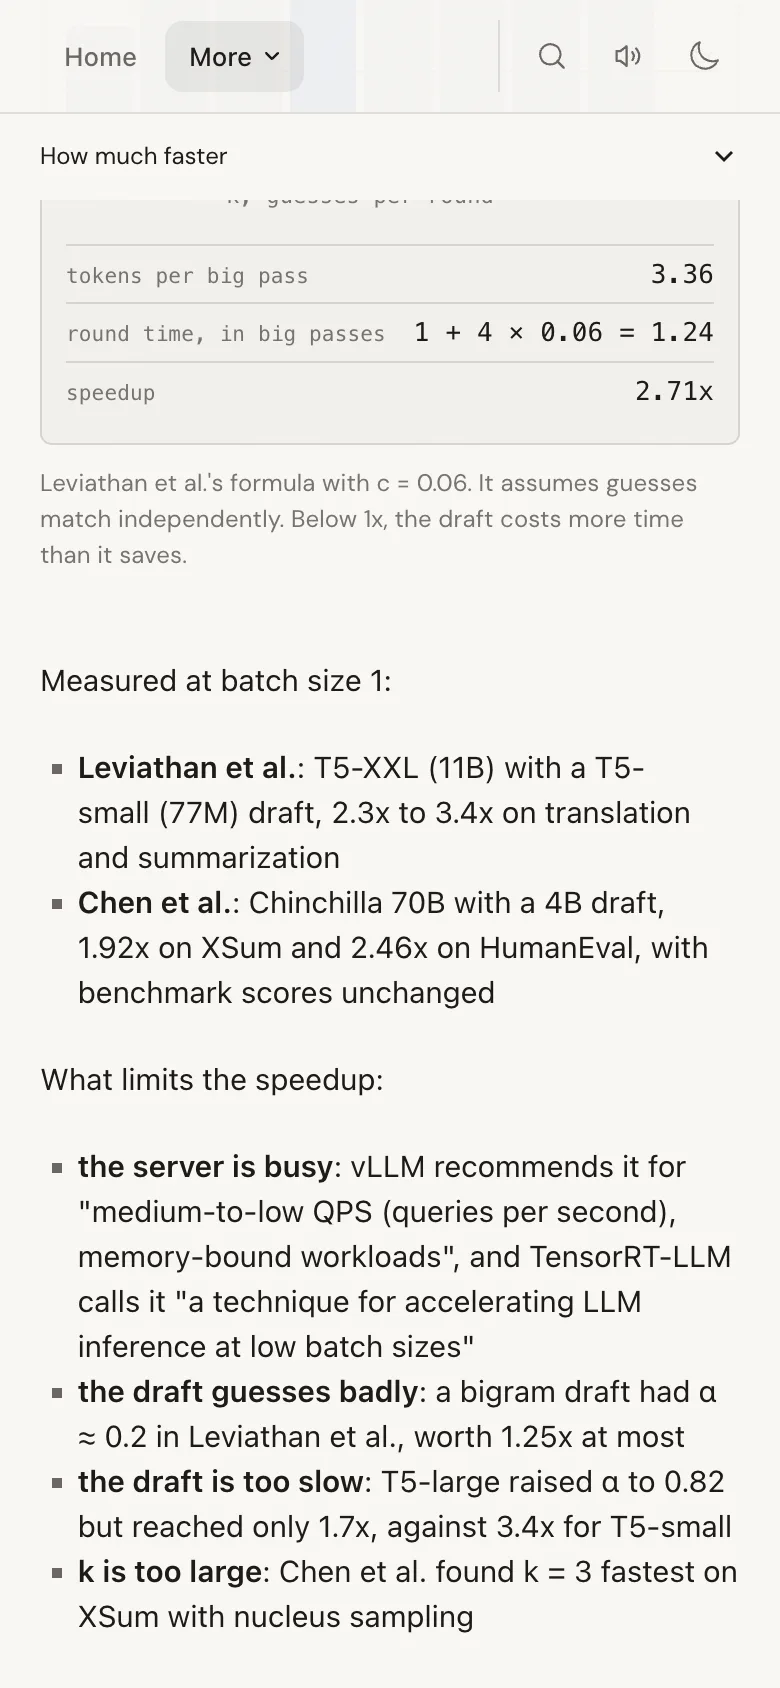 Home
More
How much faster
k, guesses per round
tokens per big pass 3.36
round time, in big passes 1 + 4 × 0.06 = 1.24
speedup 2.71x
Leviathan et al.'s formula with c = 0.06. It assumes guesses
match independently. Below 1x, the draft costs more time
than it saves.
Measured at batch size 1:
Leviathan et al.: T5-XXL (11B) with a T5-
small (77M) draft, 2.3x to 3.4x on translation
and summarization
Chen et al.: Chinchilla 70B with a 4B draft,
1.92x on XSum and 2.46x on HumanEval, with
benchmark scores unchanged
What limits the speedup:
the server is busy: vLLM recommends it for
"medium-to-low QPS (queries per second),
memory-bound workloads", and TensorRT-LLM
calls it "a technique for accelerating LLM
inference at low batch sizes"
the draft guesses badly: a bigram draft had α
≈ 0.2 in Leviathan et al., worth 1.25x at most
the draft is too slow: T5-large raised α to 0.82
but reached only 1.7x, against 3.4x for T5-small
k is too large: Chen et al. found k = 3 fastest on
XSum with nucleus sampling